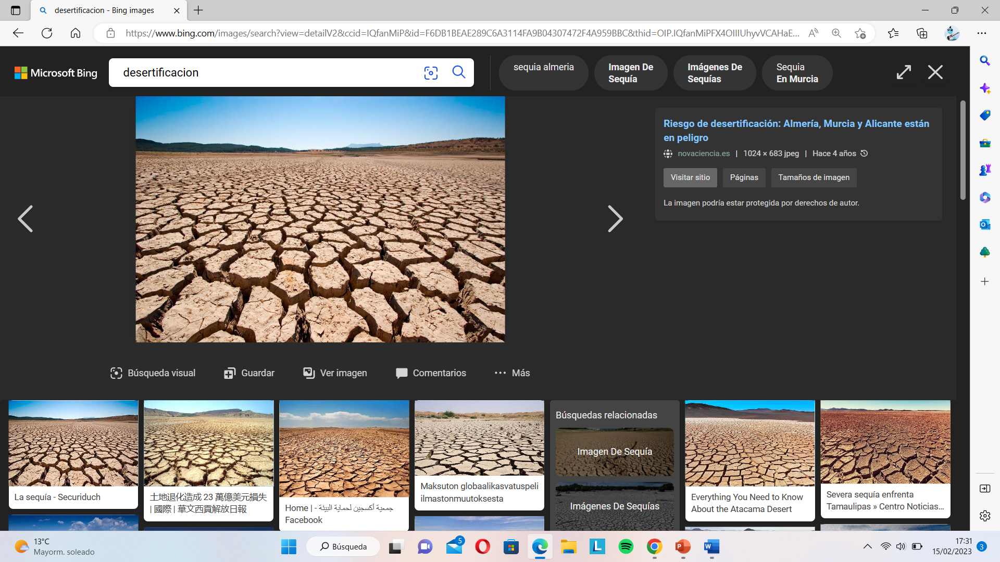 desertificacion - Bing images
https://www.bing.com/images/search?view=detailV2&ccid=IQfanMiP&id=F6DB1BEAE289C6A3114FA9B04307472F4A959BBC&thid=OIP.IQfanMiPFX4OIIIUhyvVCAHaE...
Microsoft Bing
desertificacion
sequia almeria
Imagen De
Sequía
Imágenes De
Sequías
Sequia
En Murcia
Riesgo de desertificación: Almería, Murcia y Alicante están
en peligro
novaciencia.es | 1024 × 683 jpeg | Hace 4 años
Visitar sitio
Páginas
Tamaños de imagen
La imagen podría estar protegida por derechos de autor.
Búsqueda visual
Guardar
Ver imagen
Comentarios
Más
La sequía - Securiduch
土地退化造成 23 萬億美元損失
| 國際 | 華文西貢解放日報
Home | - جمعية أكسجين لحماية البيئة
Facebook
Maksuton globaalikasvatuspeli
ilmastonmuutoksesta
Búsquedas relacionadas
Imagen De Sequía
Imágenes De Sequías
Everything You Need to Know
About the Atacama Desert
Severa sequía enfrenta
Tamaulipas » Centro Noticias...
13°C
Mayorm. soleado
Búsqueda
5
17:31
15/02/2023
3